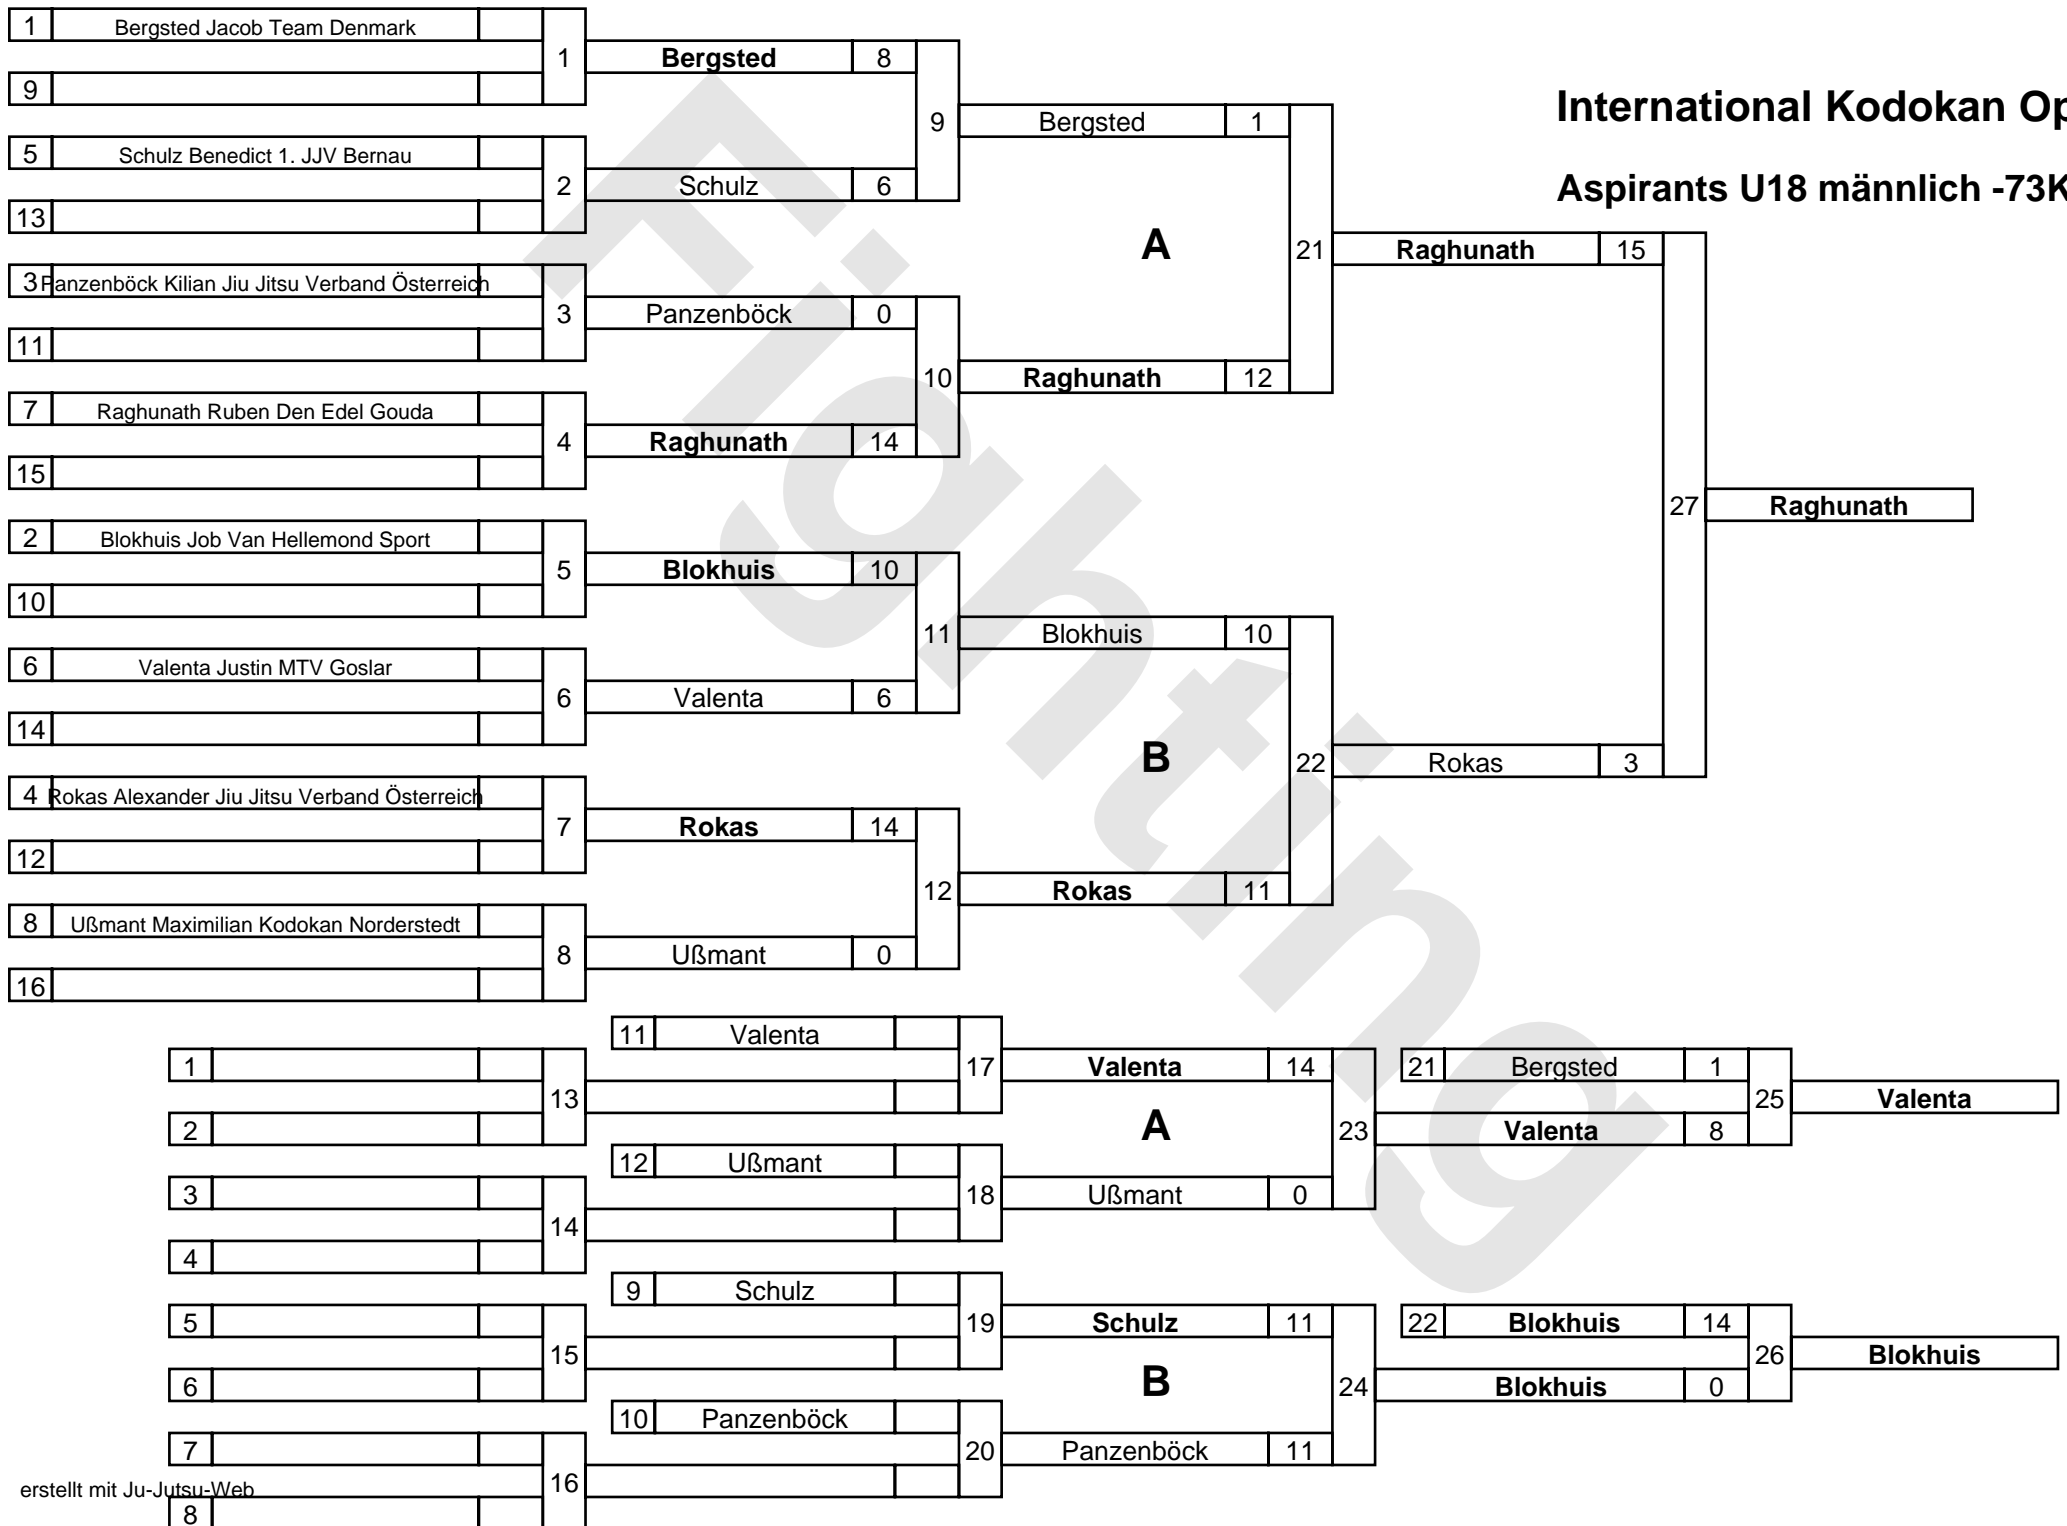 International Kodokan Op
Aspirants U18 männlich -73K
1 Bergsted Jacob Team Denmark
1
Bergsted 8
9
9
Bergsted 1
5 Schulz Benedict 1. JJV Bernau
2
Schulz 6
13
A
21
Raghunath 15
3 Panzenböck Kilian Jiu Jitsu Verband Österreich
3
Panzenböck 0
11
10
Raghunath 12
7 Raghunath Ruben Den Edel Gouda
4
Raghunath 14
15
27
Raghunath
2 Blokhuis Job Van Hellemond Sport
5
Blokhuis 10
10
11
Blokhuis 10
6 Valenta Justin MTV Goslar
6
Valenta 6
14
B
22
Rokas 3
4 Rokas Alexander Jiu Jitsu Verband Österreich
7
Rokas 14
12
12
Rokas 11
8 Ußmant Maximilian Kodokan Norderstedt
8
Ußmant 0
16
11 Valenta
17
Valenta 14
21 Bergsted 1
1
13
2
A
25
Valenta
23
Valenta 8
12 Ußmant
18
Ußmant 0
3
14
4
9 Schulz
19
Schulz 11
22 Blokhuis 14
5
15
6
B
26
Blokhuis
24
Blokhuis 0
10 Panzenböck
20
Panzenböck 11
7
16
8
erstellt mit Ju-Jutsu-Web
Fighting